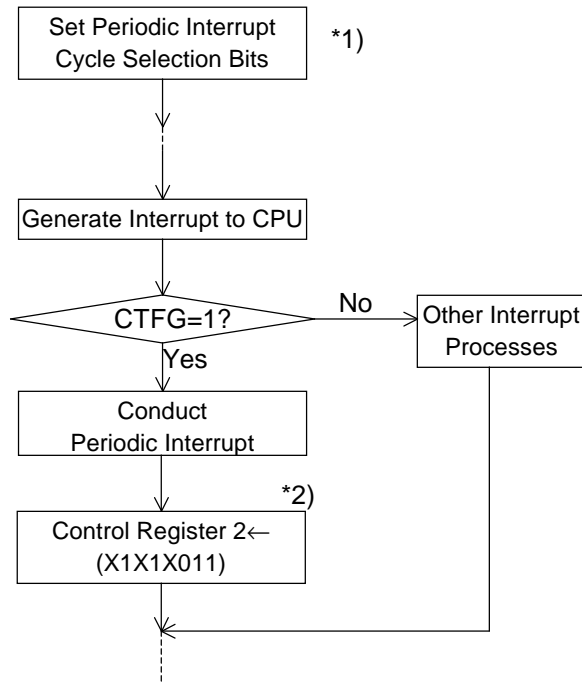 Set Periodic Interrupt
Cycle Selection Bits
*1)
Generate Interrupt to CPU
CTFG=1?
No
Other Interrupt
Processes
Yes
Conduct
Periodic Interrupt
*2)
Control Register 2←
(X1X1X011)